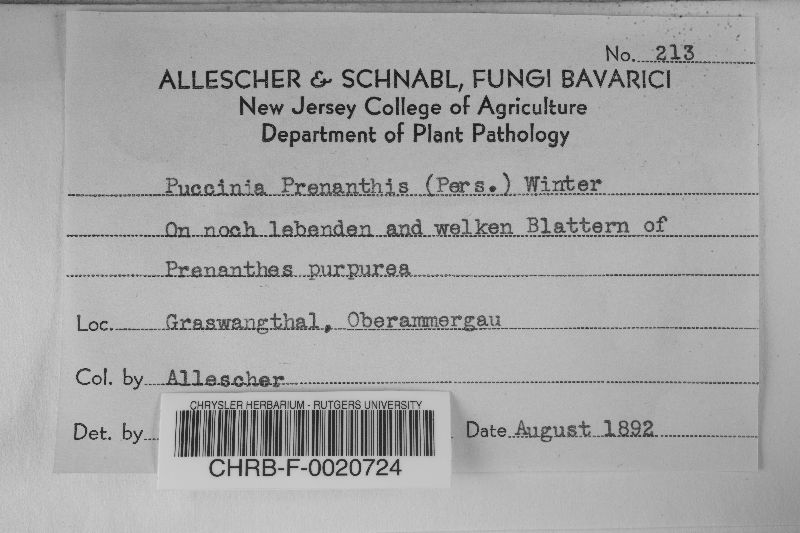 No. 213
ALLESCHER & SCHNABL, FUNGI BAVARICI
New Jersey College of Agriculture
Department of Plant Pathology
Puccinia Prenanthis (Pers.) Winter
On noch lebenden and welken Blattern of
Prenanthes purpurea
Loc. Graswangthal, Oberammergau
Col. by Allescher
Det. by Date August 1892
CHRYSLER HERBARIUM - RUTGERS UNIVERSITY
CHRB-F-0020724